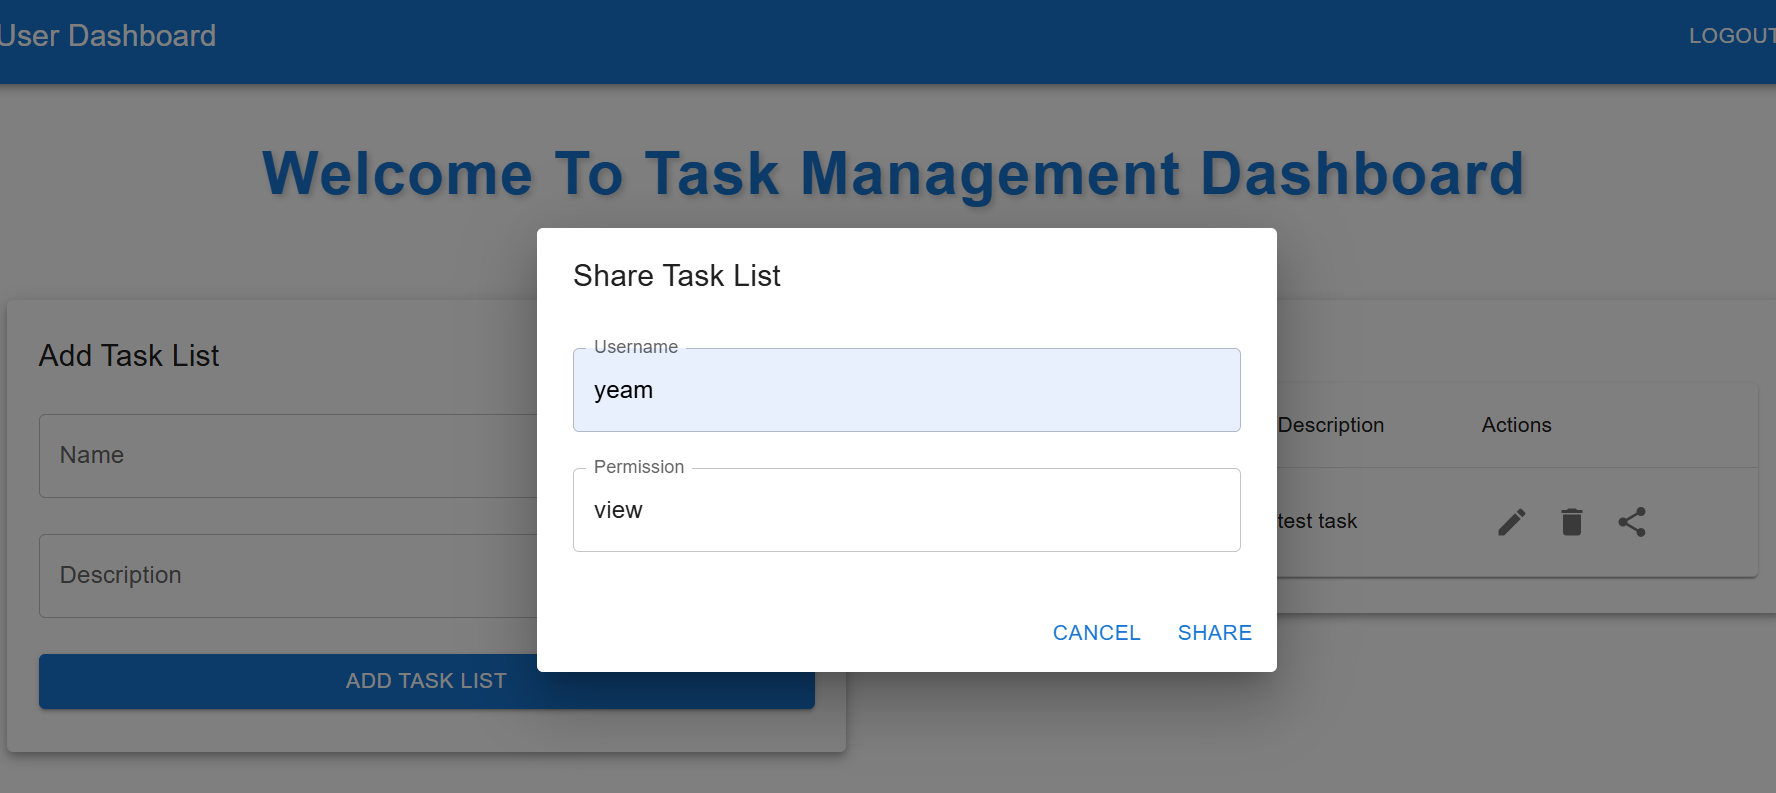 User Dashboard
LOGOUT
Welcome To Task Management Dashboard
Share Task List
Username
yeam
Permission
view
CANCEL
SHARE
Add Task List
Name
Description
ADD TASK LIST
Description
Actions
test task